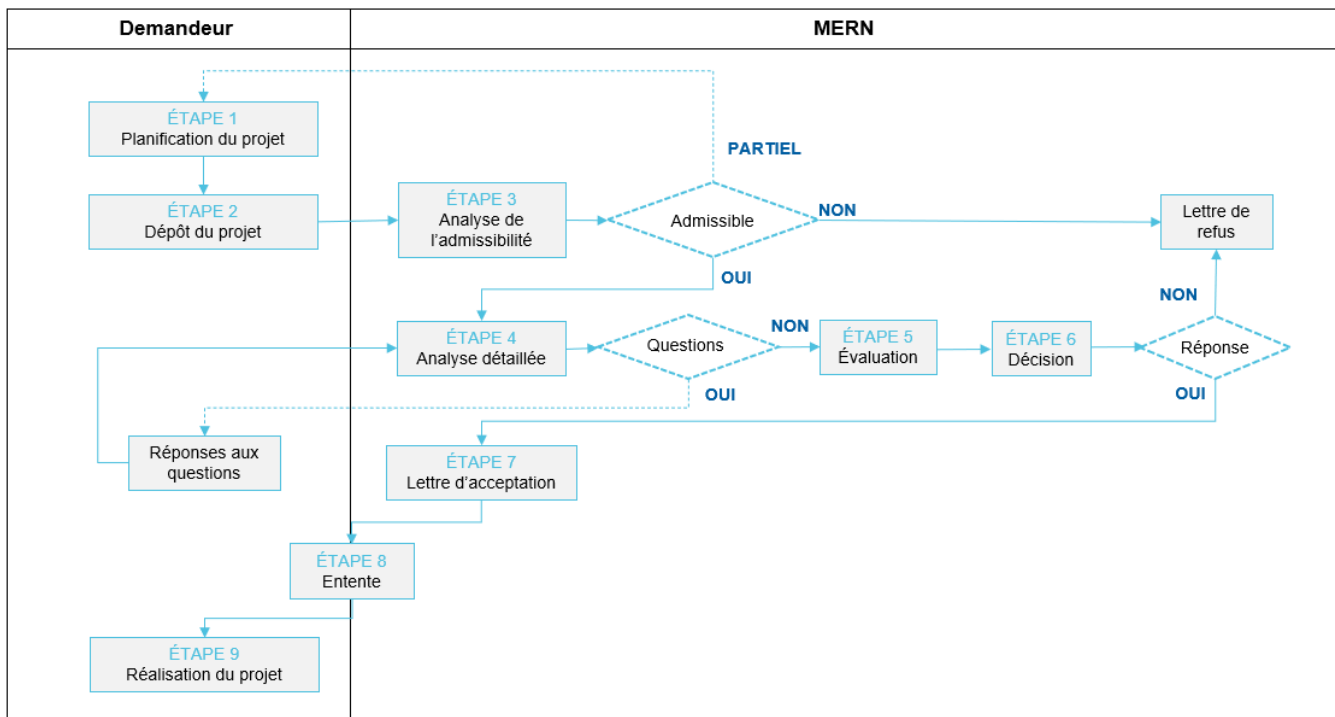 Demandeur
MERN
ÉTAPE 1
Planification du projet
PARTIEL
ÉTAPE 2
Dépôt du projet
ÉTAPE 3
Analyse de
l’admissibilité
Admissible
NON
Lettre de
refus
OUI
NON
ÉTAPE 4
Analyse détaillée
Questions
NON
ÉTAPE 5
Évaluation
ÉTAPE 6
Décision
Réponse
OUI
OUI
Réponses aux
questions
ÉTAPE 7
Lettre d’acceptation
ÉTAPE 8
Entente
ÉTAPE 9
Réalisation du projet